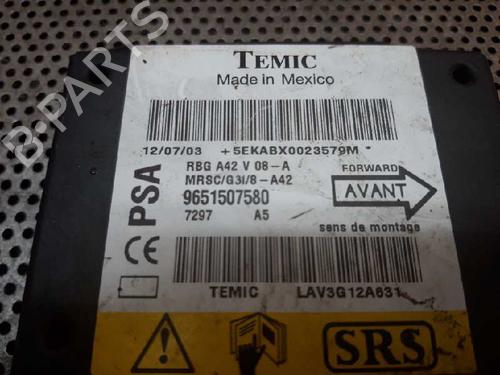 TEMIC
Made in Mexico
12/07/03 +5EKABX0023579M*
RBG A42 V 08-A
MRSC/G3I/8-A42
9651507580
7297 A5
PSA
FORWARD
AVANT
sens de montage
CE
TEMIC LAV3G12A631
SRS
B-PARTS